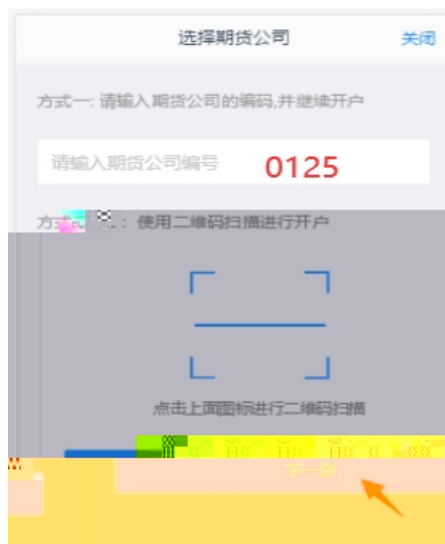 选择期货公司 关闭
方式一: 请输入期货公司的编码,并继续开户
请输入期货公司编号 0125
方式 : 使用二维码扫描进行开户
点击上面图标进行二维码扫描
下一步